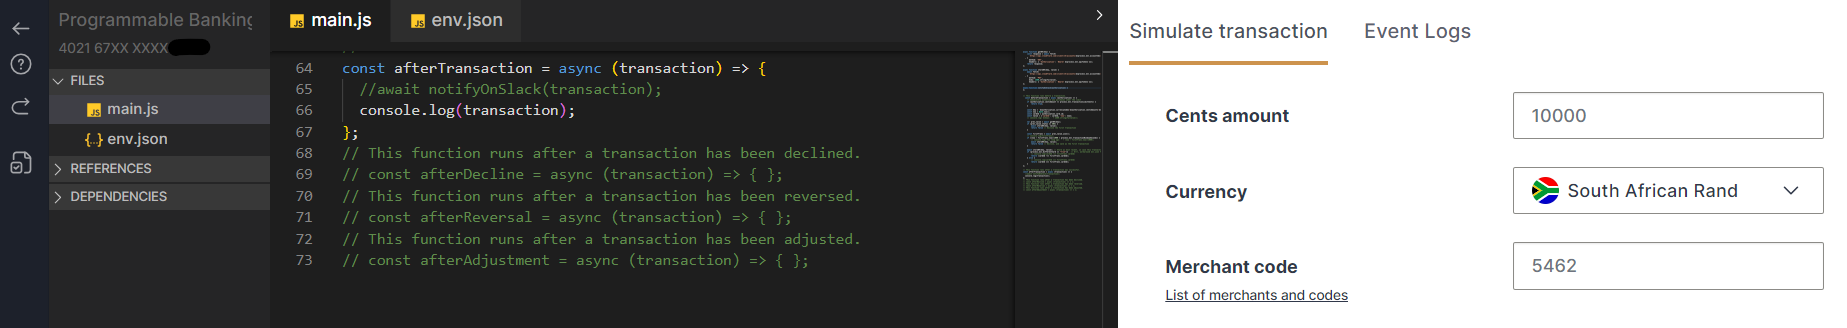 Programmable Banking
4021 67XX XXXX
FILES
main.js
env.json
REFERENCES
DEPENDENCIES
main.js
env.json
64 const afterTransaction = async (transaction) => {
65 //await notifyOnSlack(transaction);
66 console.log(transaction);
67 };
68 // This function runs after a transaction has been declined.
69 // const afterDecline = async (transaction) => { };
70 // This function runs after a transaction has been reversed.
71 // const afterReversal = async (transaction) => { };
72 // This function runs after a transaction has been adjusted.
73 // const afterAdjustment = async (transaction) => { };
Simulate transaction
Event Logs
Cents amount
10000
Currency
South African Rand
Merchant code
5462
List of merchants and codes